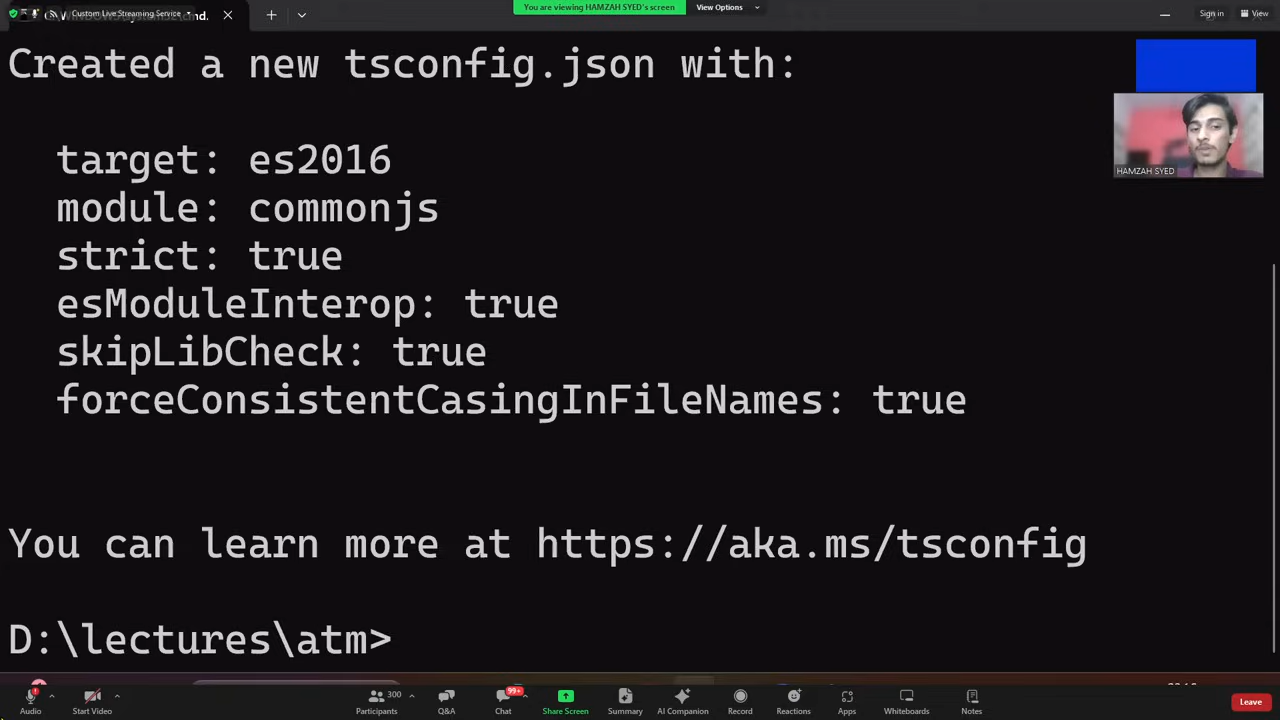 Custom Live Streaming Service
cmd.
You are viewing HAMZAH SYED's screen
View Options
Sign in
View
Created a new tsconfig.json with:
HAMZAH SYED
target: es2016
module: commonjs
strict: true
esModuleInterop: true
skipLibCheck: true
forceConsistentCasingInFileNames: true
You can learn more at https://aka.ms/tsconfig
D:\lectures\atm>
Audio
Start Video
Participants
300
Q&A
Chat
99+
Share Screen
Summary
AI Companion
Record
Reactions
Apps
Whiteboards
Notes
Leave